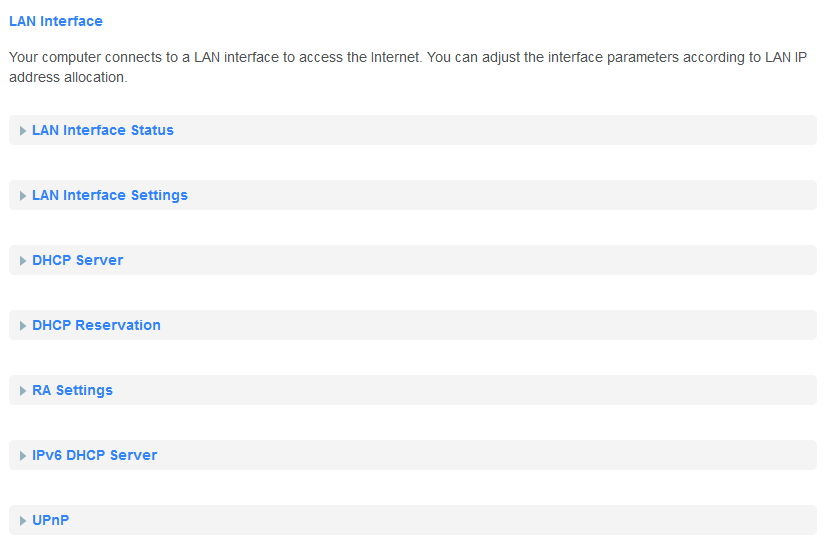 LAN Interface
Your computer connects to a LAN interface to access the Internet. You can adjust the interface parameters according to LAN IP
address allocation.
LAN Interface Status
LAN Interface Settings
DHCP Server
DHCP Reservation
RA Settings
IPv6 DHCP Server
UPnP